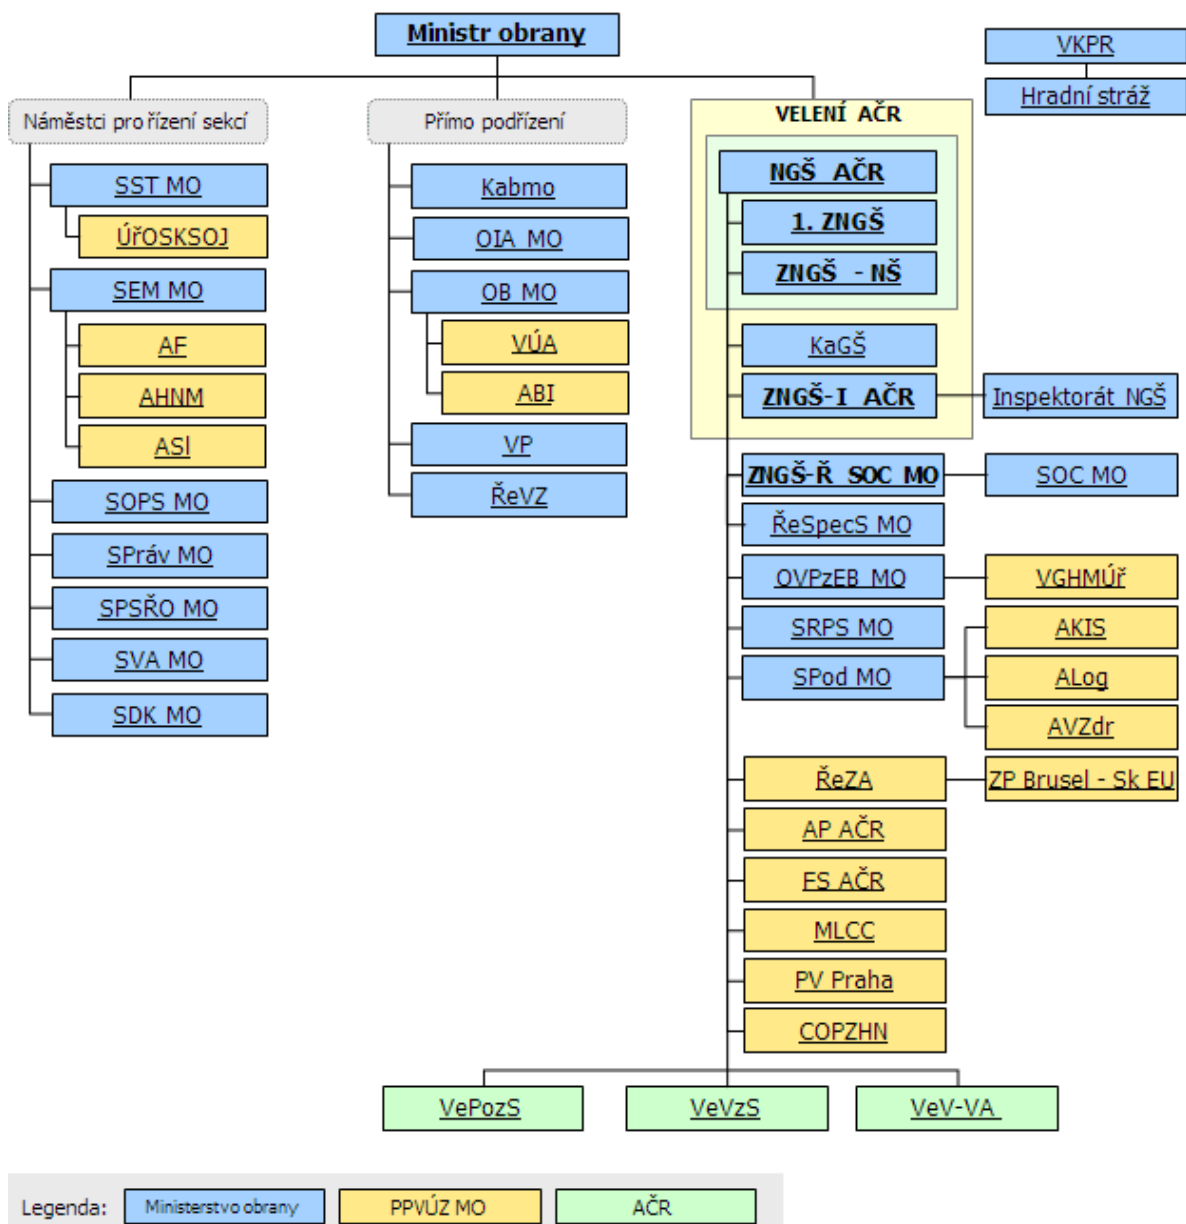 Ministr obrany
VKPR
Hradní stráž
Náměstci pro řízení sekcí
SST MO
ÚřOSKSOJ
SEM MO
AF
AHNM
ASl
SOPS MO
SPráv MO
SPSŘO MO
SVA MO
SDK MO
Přímo podřízení
Kabmo
OIA MO
OB MO
VÚA
ABI
VP
ŘeVZ
VELENÍ AČR
NGŠ AČR
1. ZNGŠ
ZNGŠ - NŠ
KaGŠ
ZNGŠ-I AČR
Inspektorát NGŠ
ZNGŠ-Ř SOC MO
SOC MO
ŘeSpecS MO
OVPzEB MO
VGHMÚř
SRPS MO
SPod MO
AKIS
ALog
AVZdr
ŘeZA
ZP Brusel - Sk EU
AP AČR
FS AČR
MLCC
PV Praha
COPZHN
VePozS
VeVzS
VeV-VA
Legenda:
Ministerstvo obrany
PPVÚZ MO
AČR